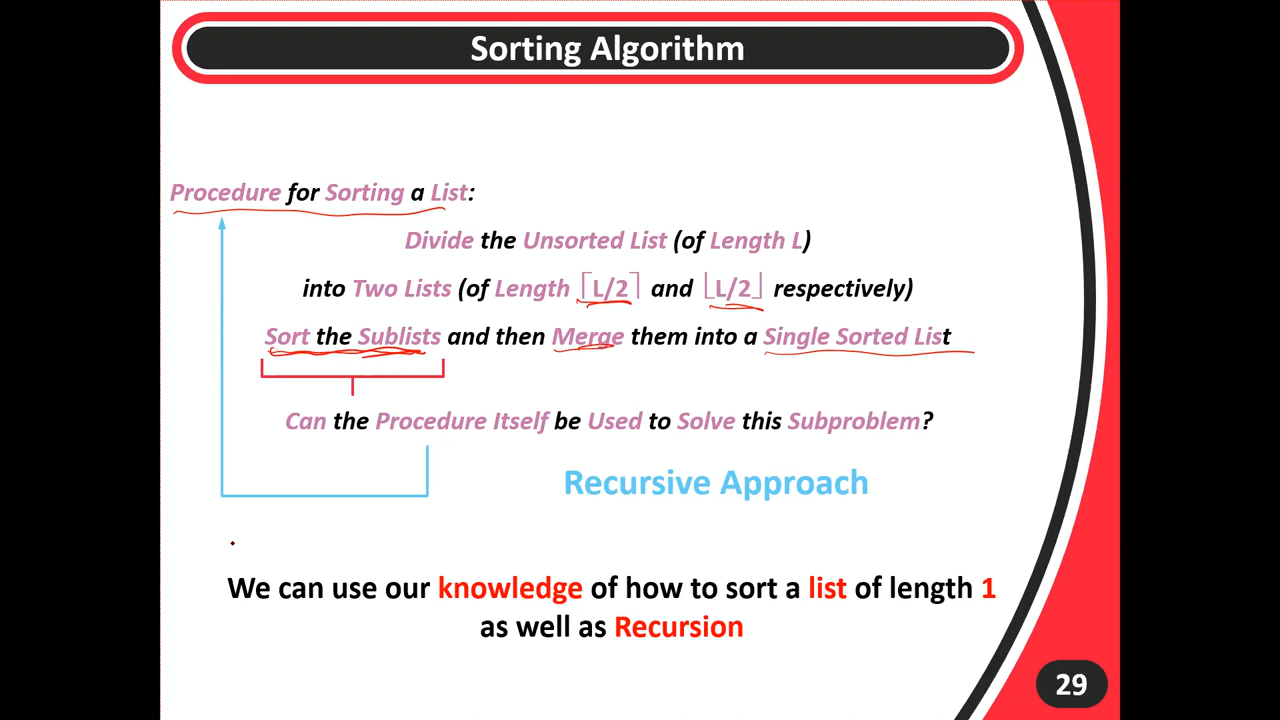 Sorting Algorithm
Procedure for Sorting a List:
Divide the Unsorted List (of Length L)
into Two Lists (of Length ⌈L/2⌉ and ⌊L/2⌋ respectively)
Sort the Sublists and then Merge them into a Single Sorted List
Can the Procedure Itself be Used to Solve this Subproblem?
Recursive Approach
We can use our knowledge of how to sort a list of length 1
as well as Recursion
29